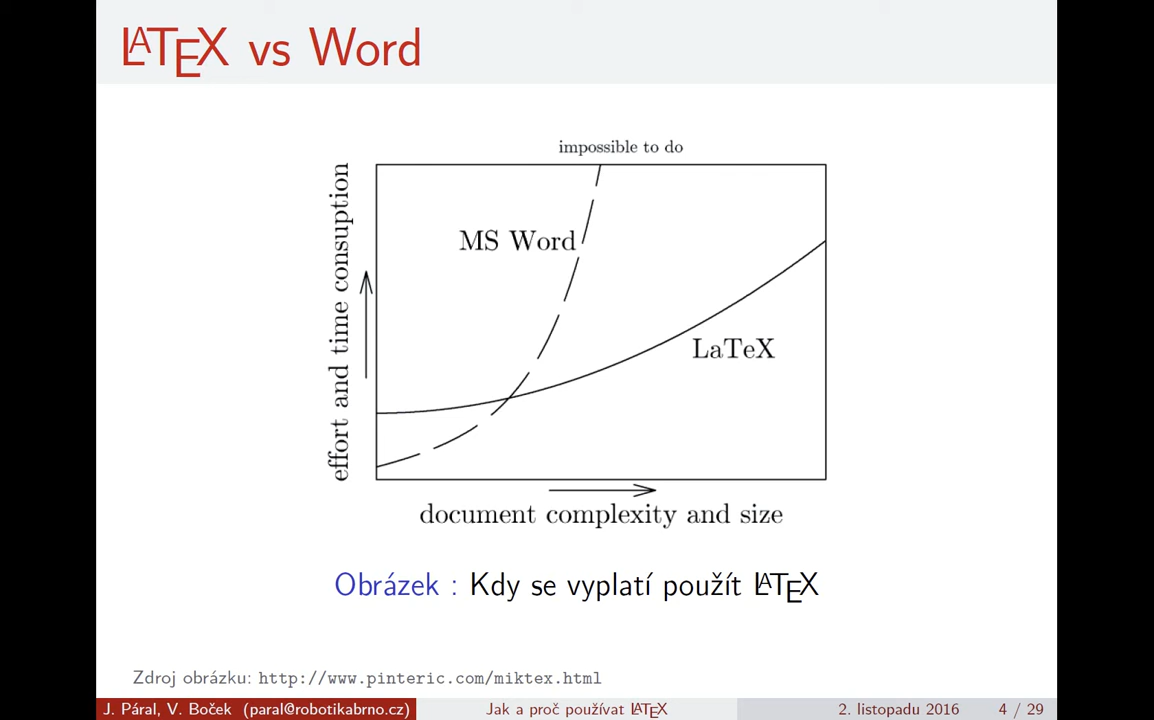 LATEX vs Word
impossible to do
effort and time consuption
MS Word
LaTeX
document complexity and size
Obrázek : Kdy se vyplatí použít LATEX
Zdroj obrázku: http://www.pinteric.com/miktex.html
J. Páral, V. Boček (paral@robotikabrno.cz) Jak a proč používat LATEX 2. listopadu 2016 4 / 29